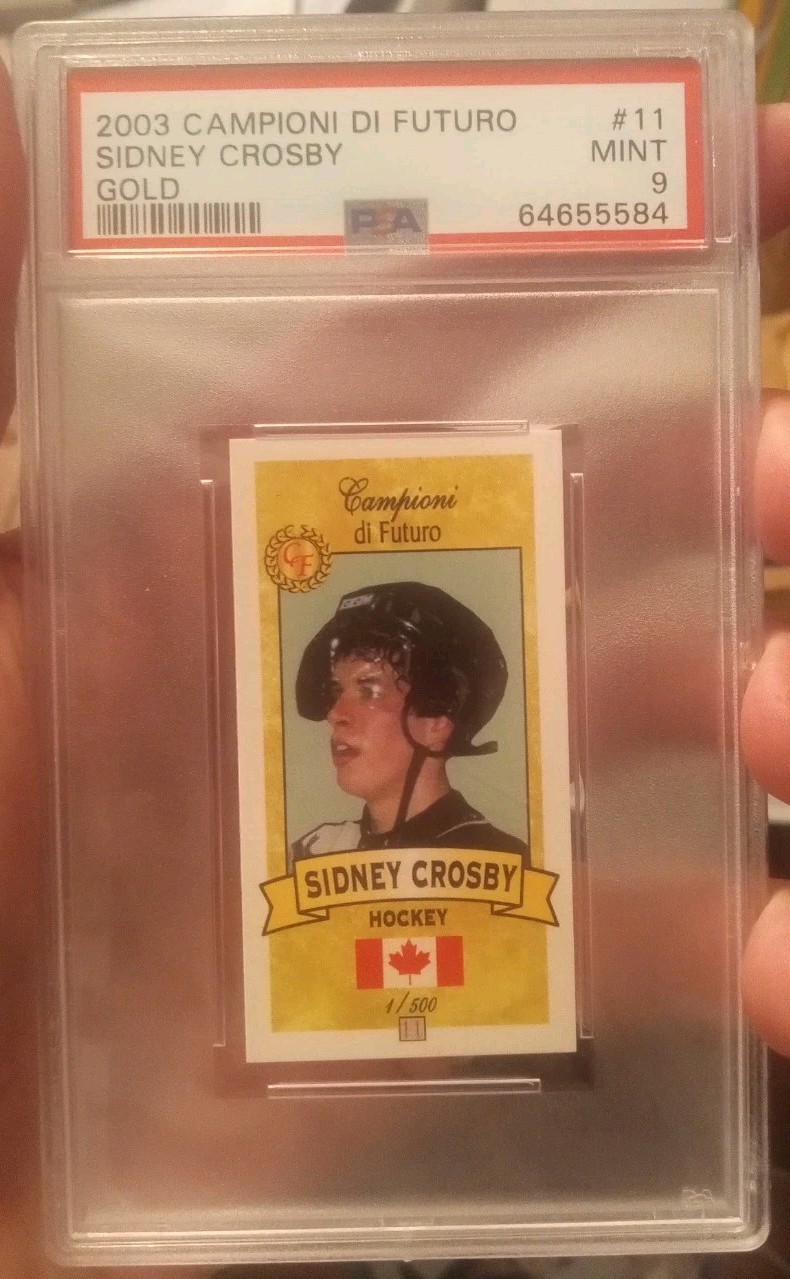 2003 CAMPIONI DI FUTURO #11
SIDNEY CROSBY MINT
GOLD 9
PSA 64655584
Campioni
di Futuro
CF
SIDNEY CROSBY
HOCKEY
1/500
11